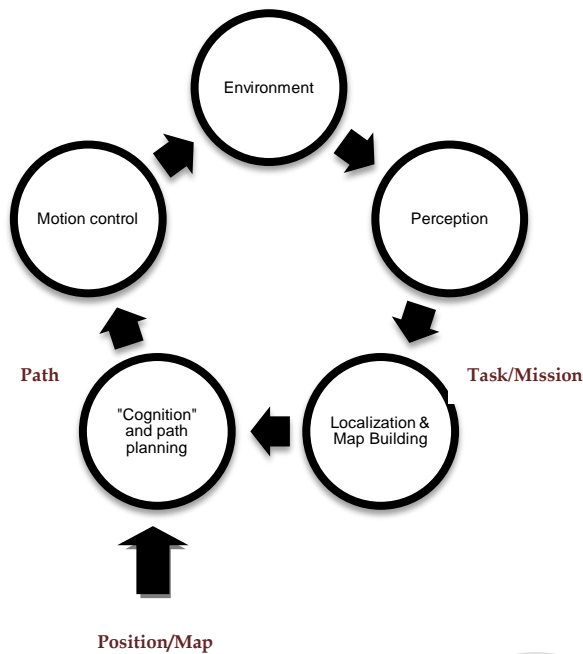 Environment
Motion control
Perception
Path
Task/Mission
"Cognition"
and path
planning
Localization &
Map Building
Position/Map